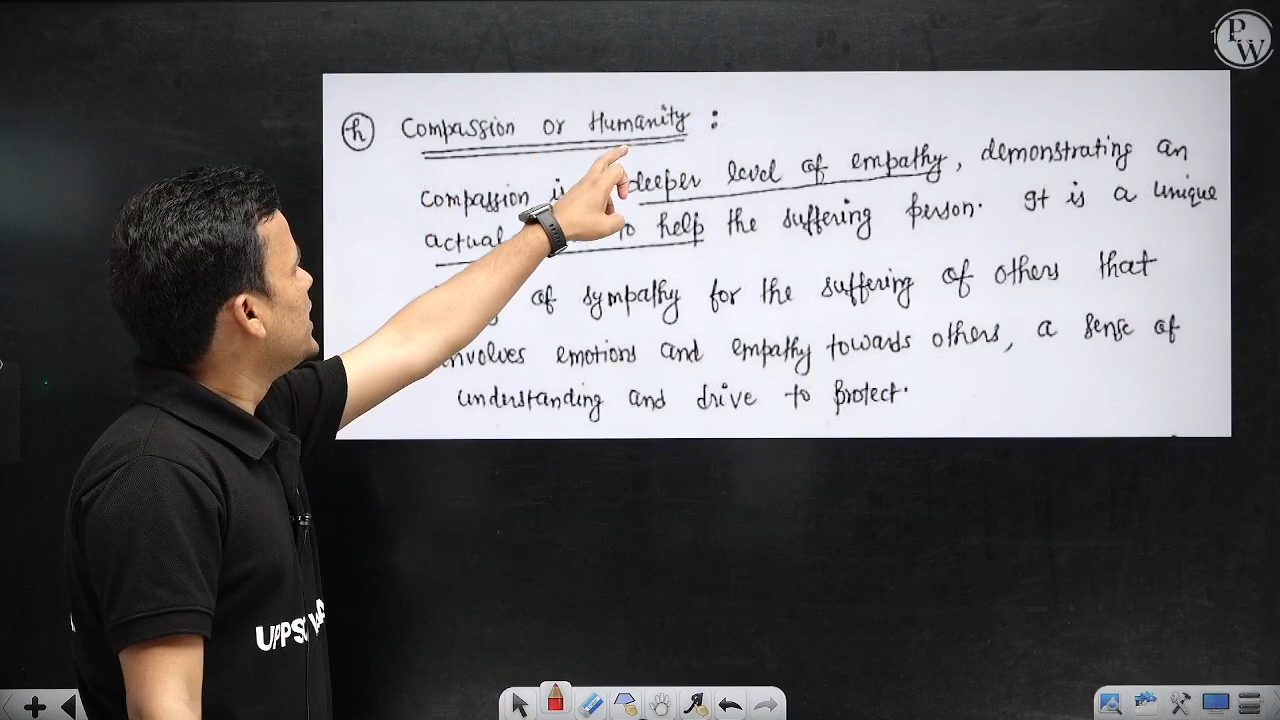 P
W
h Compassion or Humanity :
Compassion is deeper level of empathy, demonstrating an
actual to help the suffering person. It is a unique
of sympathy for the suffering of others that
involves emotions and empathy towards others, a sense of
understanding and drive to protect.
UPPSC